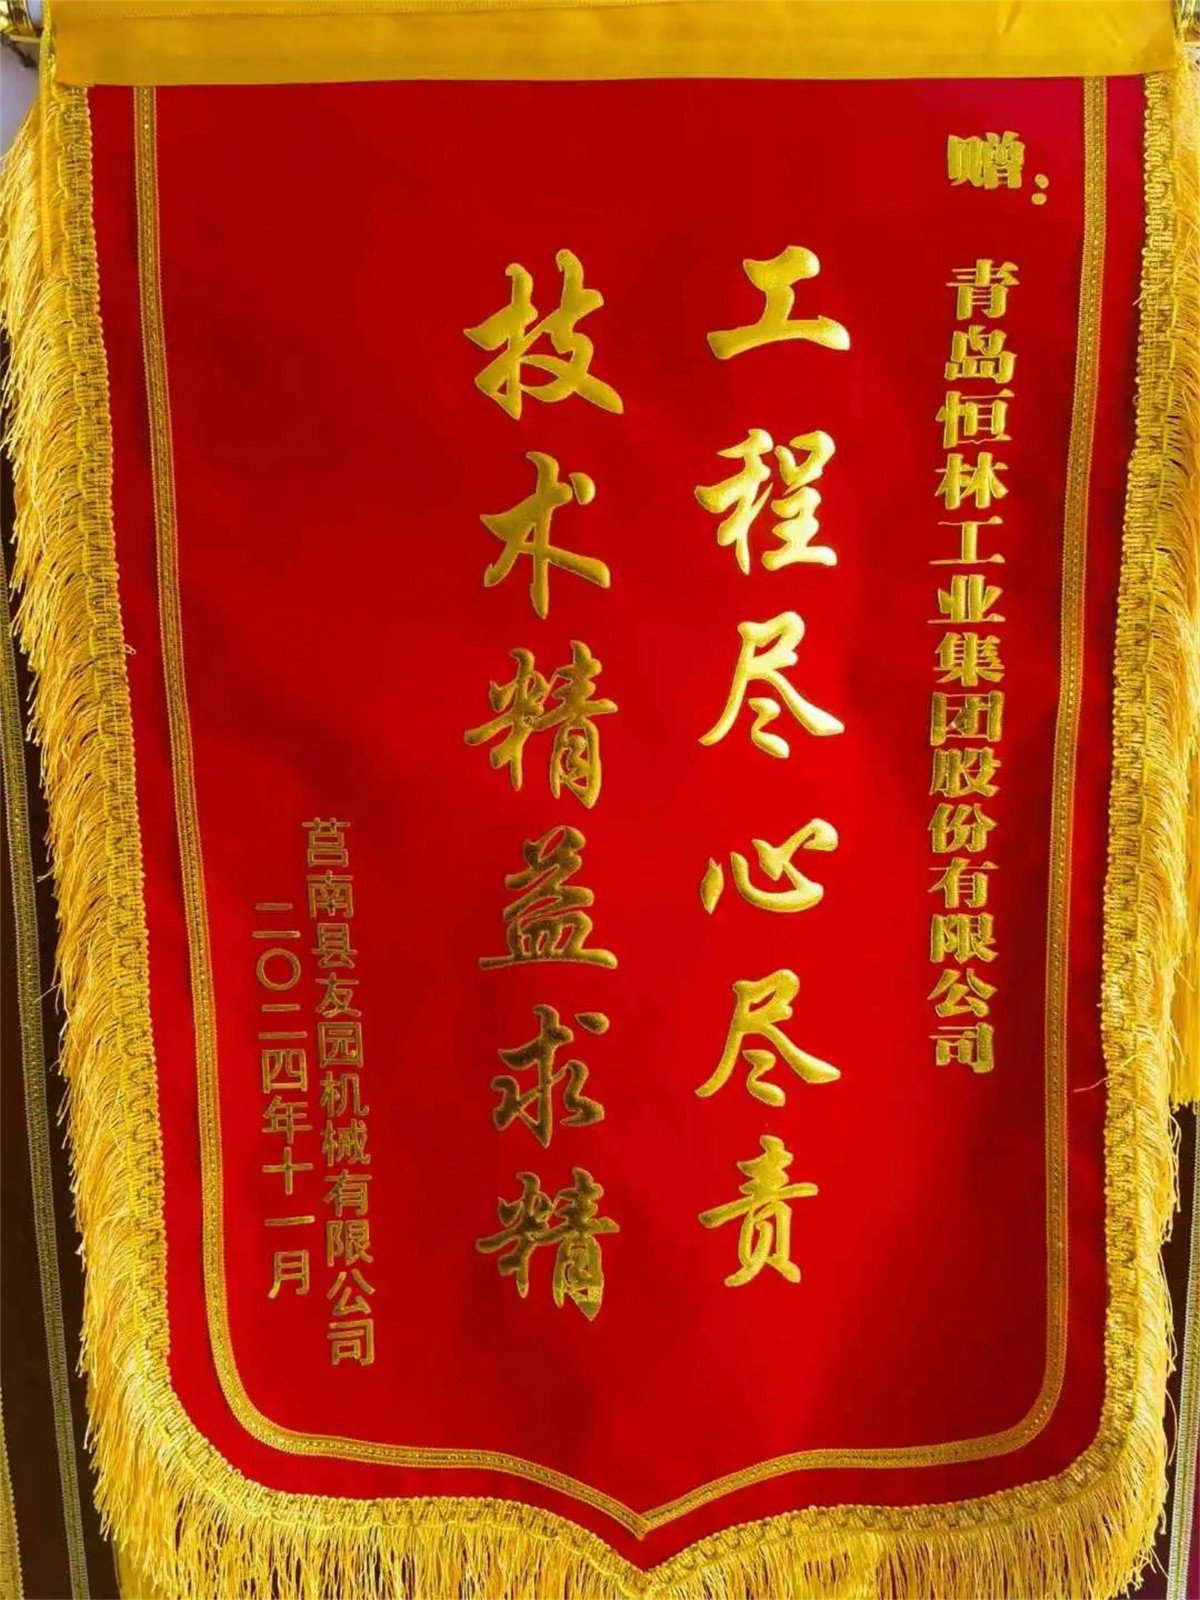 赠：
青岛恒林工业集团股份有限公司
工程尽心尽责
技术精益求精
莒南县友园机械有限公司
二〇二四年十一月